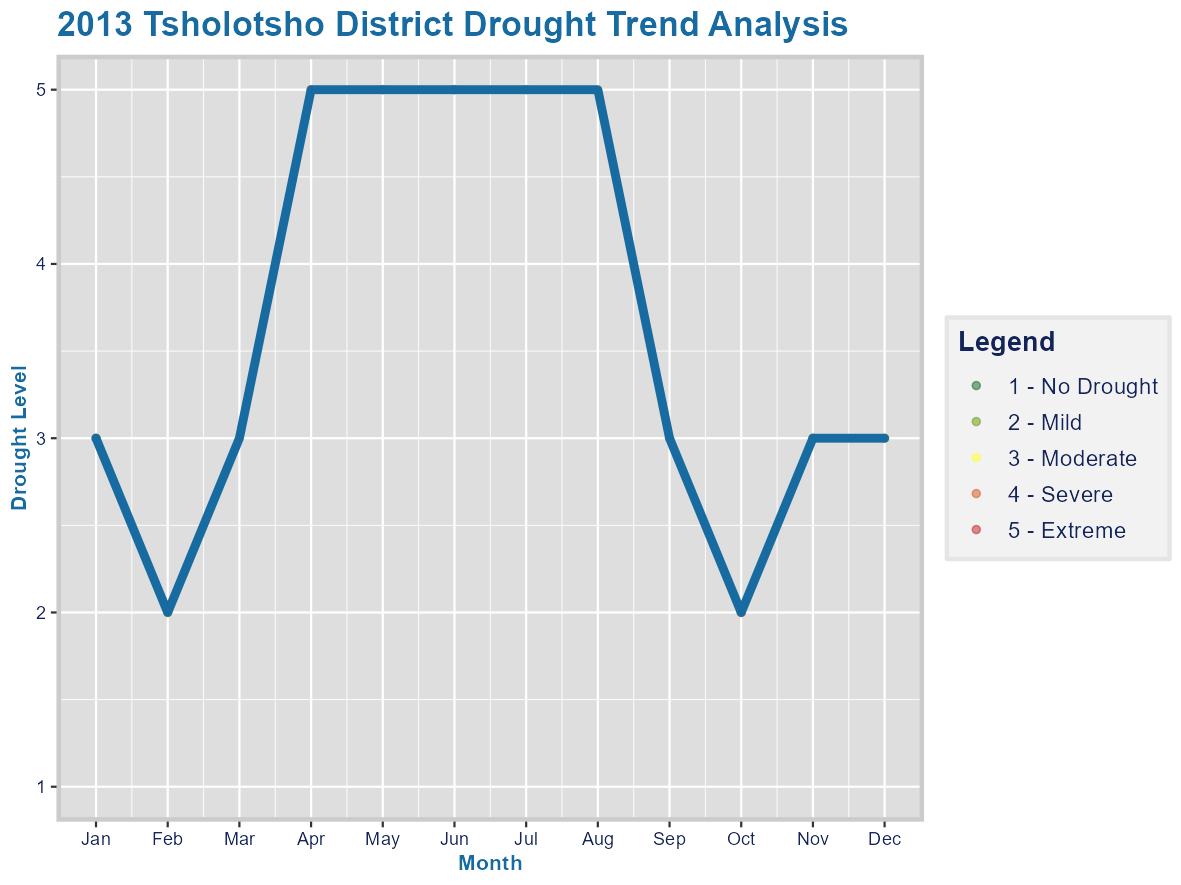 2013 Tsholotsho District Drought Trend Analysis
Drought Level
5
4
3
2
1
Jan Feb Mar Apr May Jun Jul Aug Sep Oct Nov Dec
Month
Legend
1 - No Drought
2 - Mild
3 - Moderate
4 - Severe
5 - Extreme